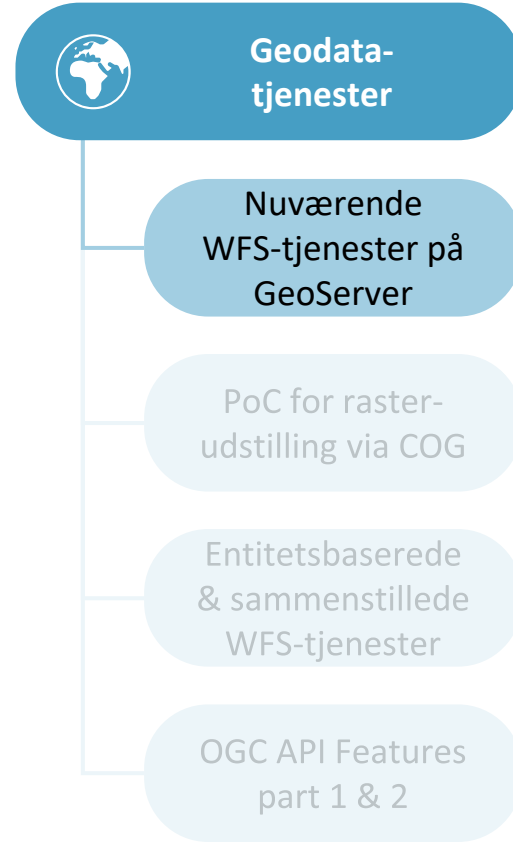 Geodata-
tjenester
Nuværende
WFS-tjenester på
GeoServer
PoC for raster-
udstilling via COG
Entitetsbaserede
& sammenstillede
WFS-tjenester
OGC API Features
part 1 & 2